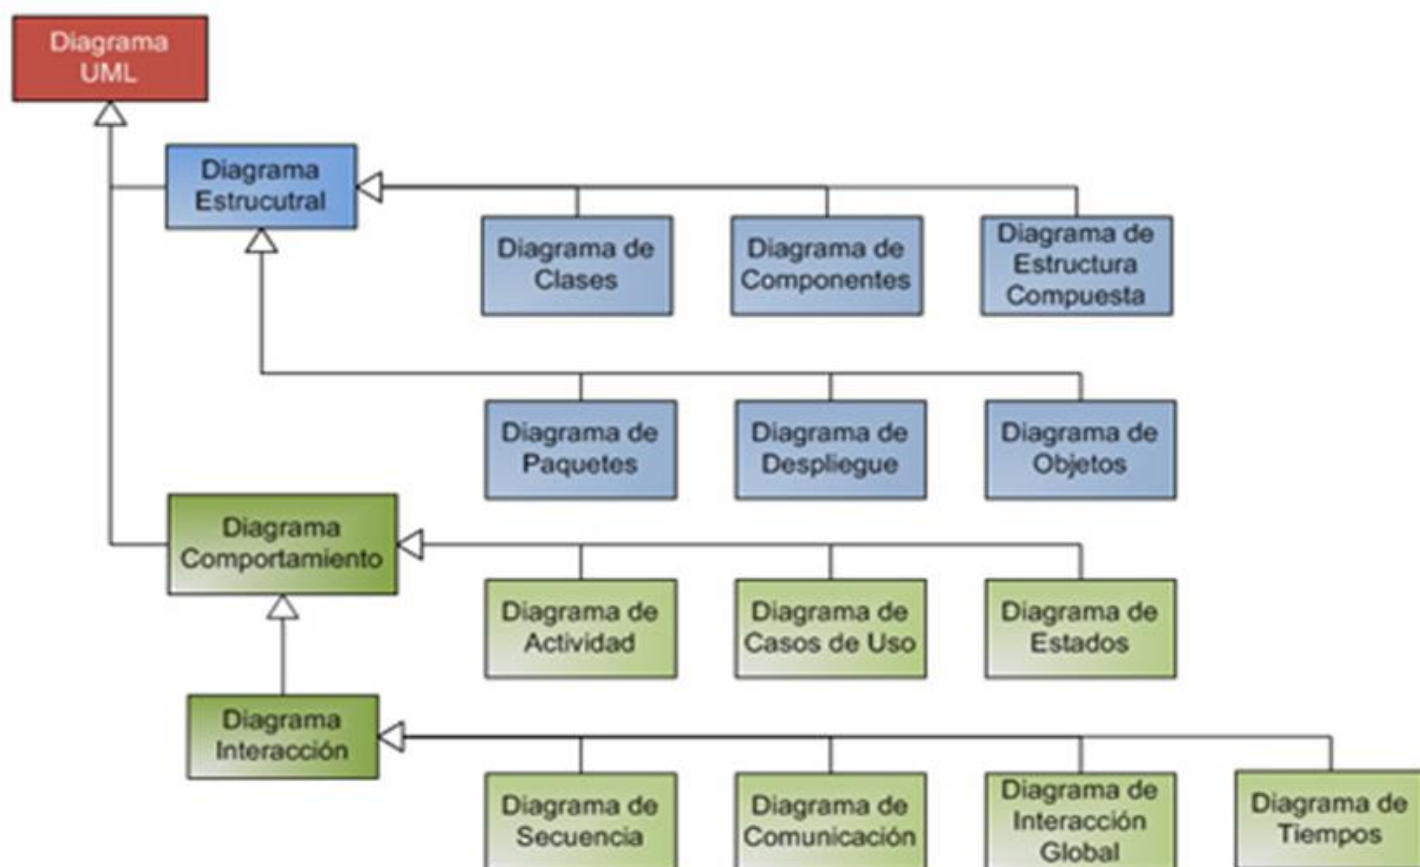 Diagrama
UML
Diagrama
Estrucutral
Diagrama de
Clases
Diagrama de
Componentes
Diagrama de
Estructura
Compuesta
Diagrama de
Paquetes
Diagrama de
Despliegue
Diagrama de
Objetos
Diagrama
Comportamiento
Diagrama de
Actividad
Diagrama de
Casos de Uso
Diagrama de
Estados
Diagrama
Interacción
Diagrama de
Secuencia
Diagrama de
Comunicación
Diagrama de
Interacción
Global
Diagrama de
Tiempos